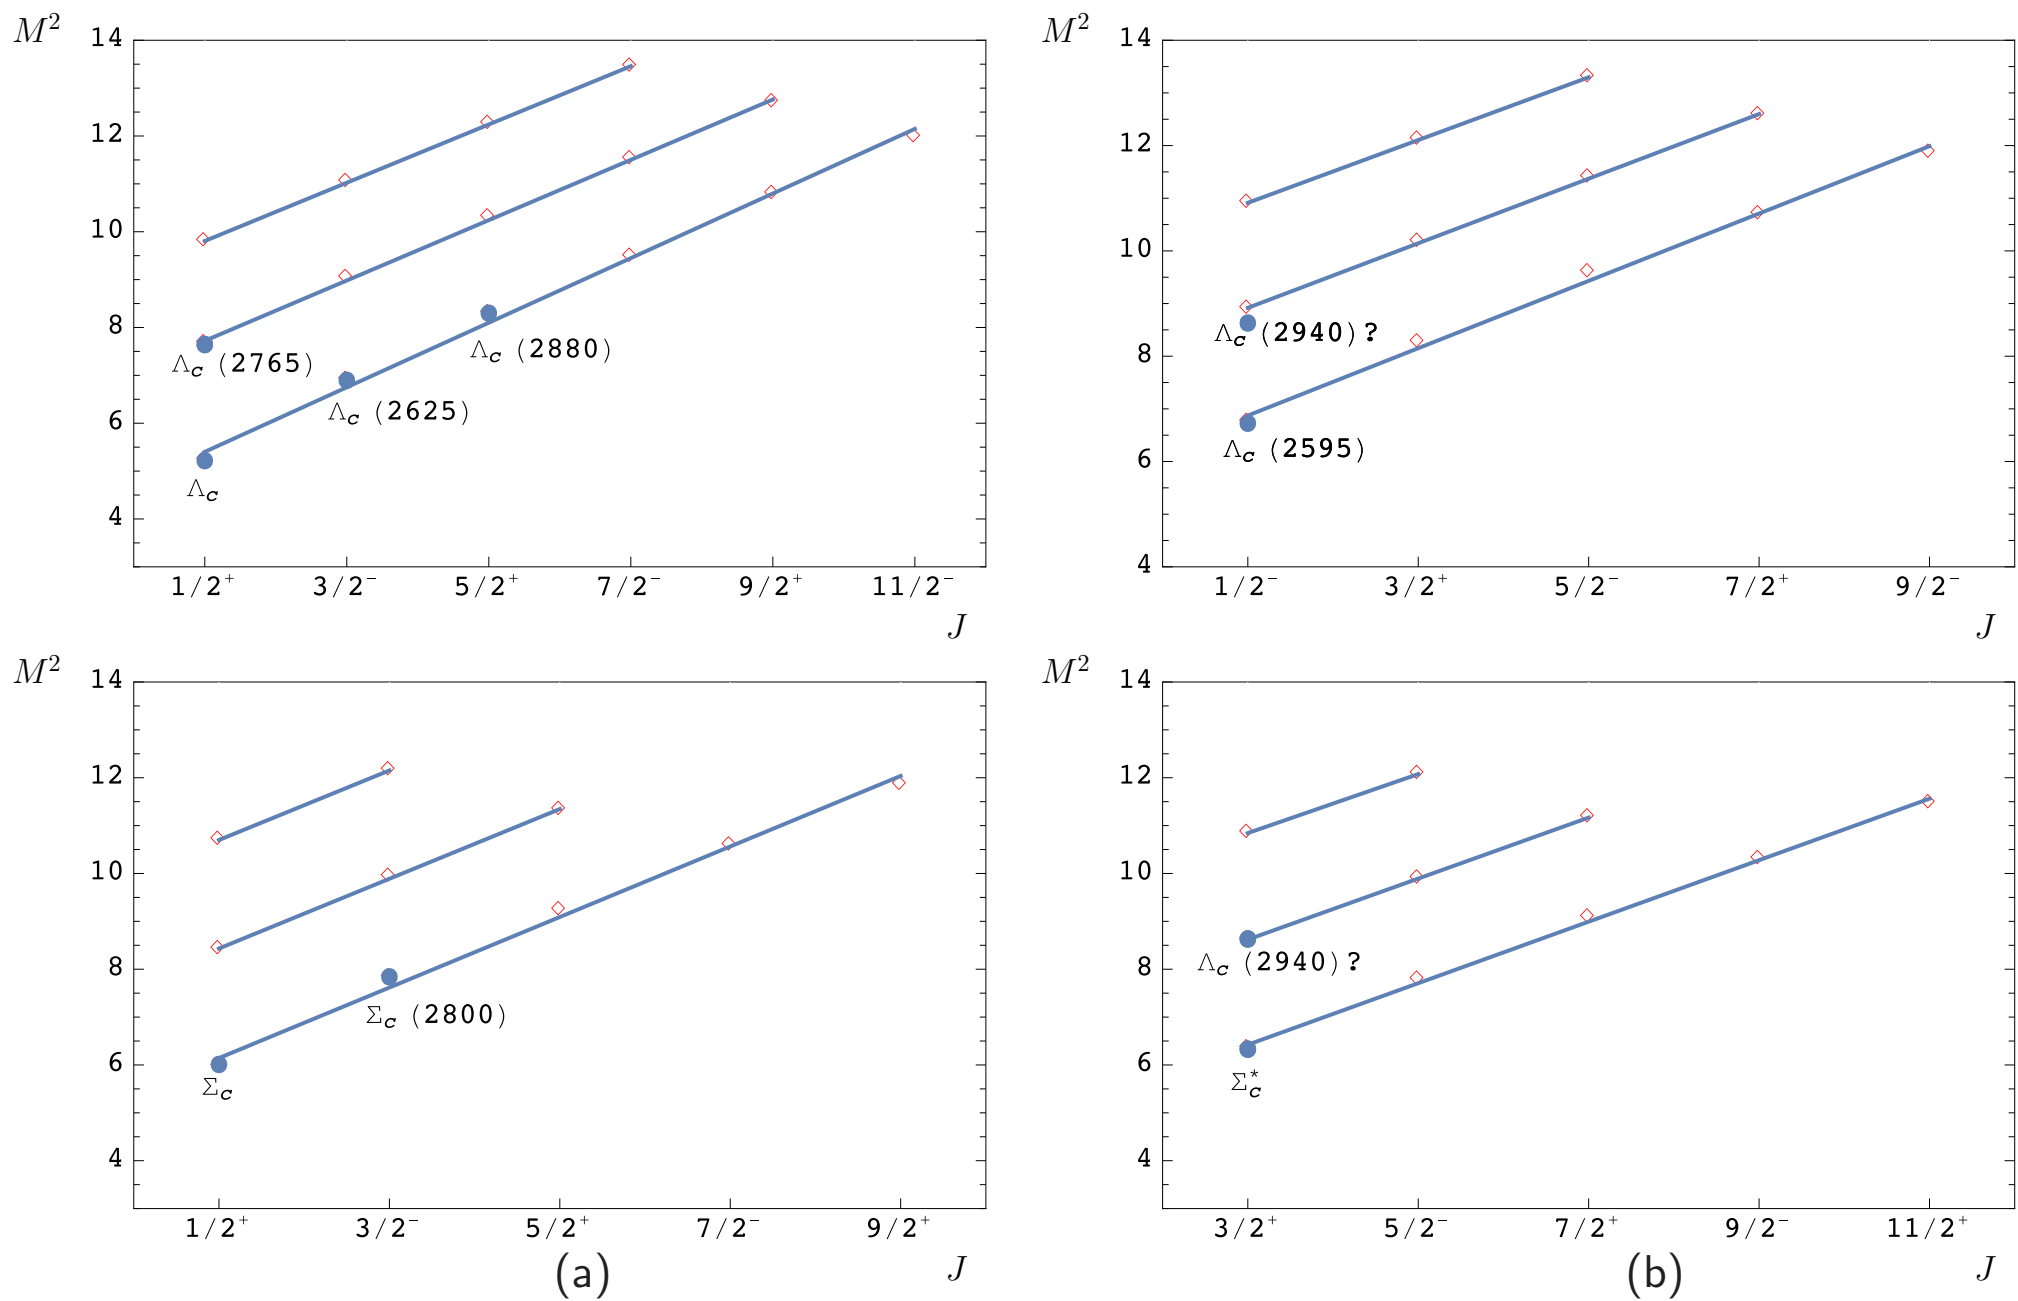 M²
14
12
10
8
6
4
Λc (2765)
Λc (2625)
Λc (2880)
Λc
1/2⁺ 3/2⁻ 5/2⁺ 7/2⁻ 9/2⁺ 11/2⁻
J
M²
14
12
10
8
6
4
Λc (2940)?
Λc (2595)
1/2⁻ 3/2⁺ 5/2⁻ 7/2⁺ 9/2⁻
J
M²
14
12
10
8
6
4
Σc (2800)
Σc
1/2⁺ 3/2⁻ 5/2⁺ 7/2⁻ 9/2⁺
J
(a)
M²
14
12
10
8
6
4
Λc (2940)?
Σc*
3/2⁺ 5/2⁻ 7/2⁺ 9/2⁻ 11/2⁺
J
(b)